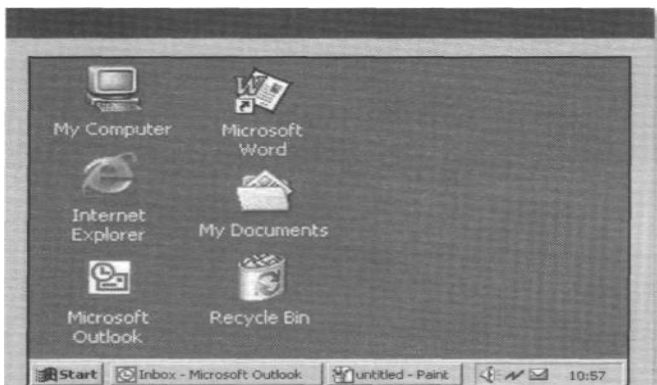 My Computer
Microsoft
Word
Internet
Explorer
My Documents
Microsoft
Outlook
Recycle Bin
Start
Inbox - Microsoft Outlook
untitled - Paint
10:57